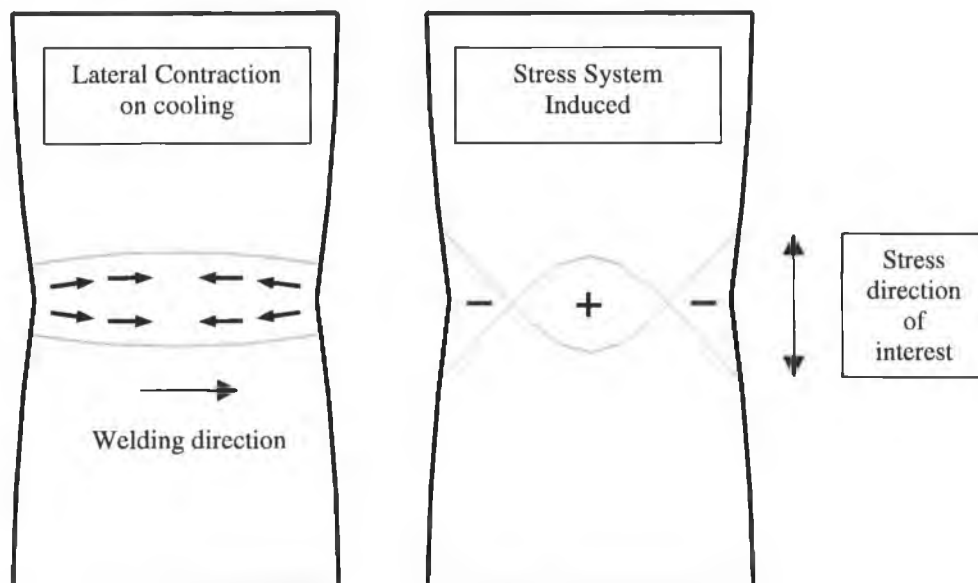 Lateral Contraction
on cooling
Welding direction
Stress System
Induced
−
+
−
Stress
direction
of
interest